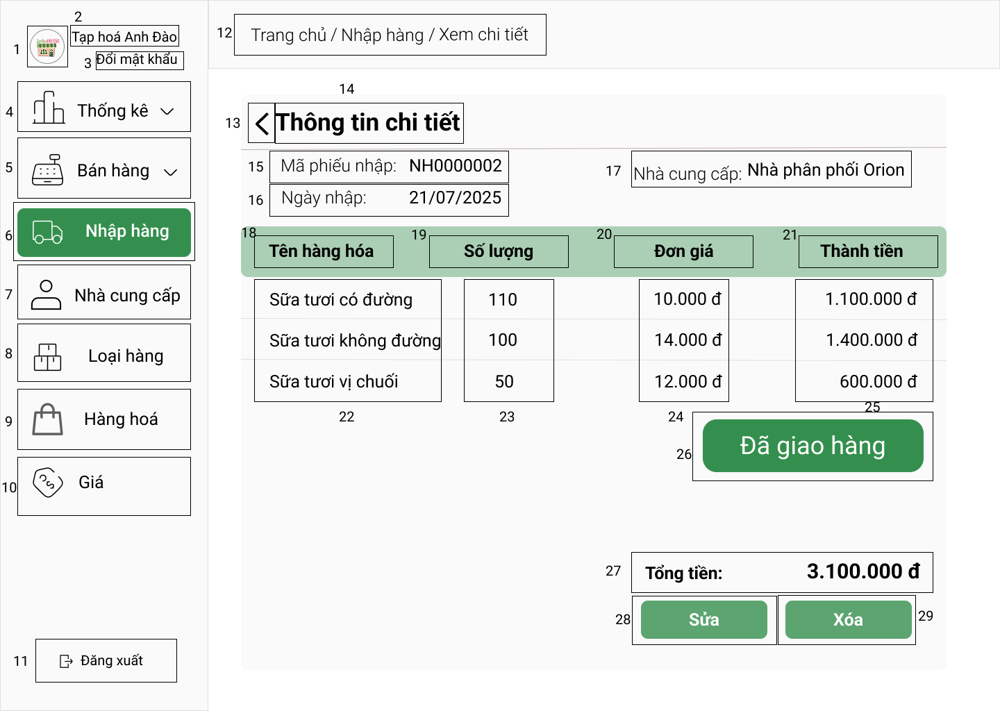 2
1
Tạp hoá Anh Đào
3
Đổi mật khẩu
4
Thống kê
5
Bán hàng
6
Nhập hàng
7
Nhà cung cấp
8
Loại hàng
9
Hàng hoá
10
Giá
11
Đăng xuất
12
Trang chủ / Nhập hàng / Xem chi tiết
14
13
Thông tin chi tiết
15
Mã phiếu nhập: NH0000002
17
Nhà cung cấp: Nhà phân phối Orion
16
Ngày nhập: 21/07/2025
18 19 20 21
Tên hàng hóa Số lượng Đơn giá Thành tiền
Sữa tươi có đường 110 10.000 đ 1.100.000 đ
Sữa tươi không đường 100 14.000 đ 1.400.000 đ
Sữa tươi vị chuối 50 12.000 đ 600.000 đ
22 23 24 25
26
Đã giao hàng
27
Tổng tiền: 3.100.000 đ
28
Sửa
Xóa
29